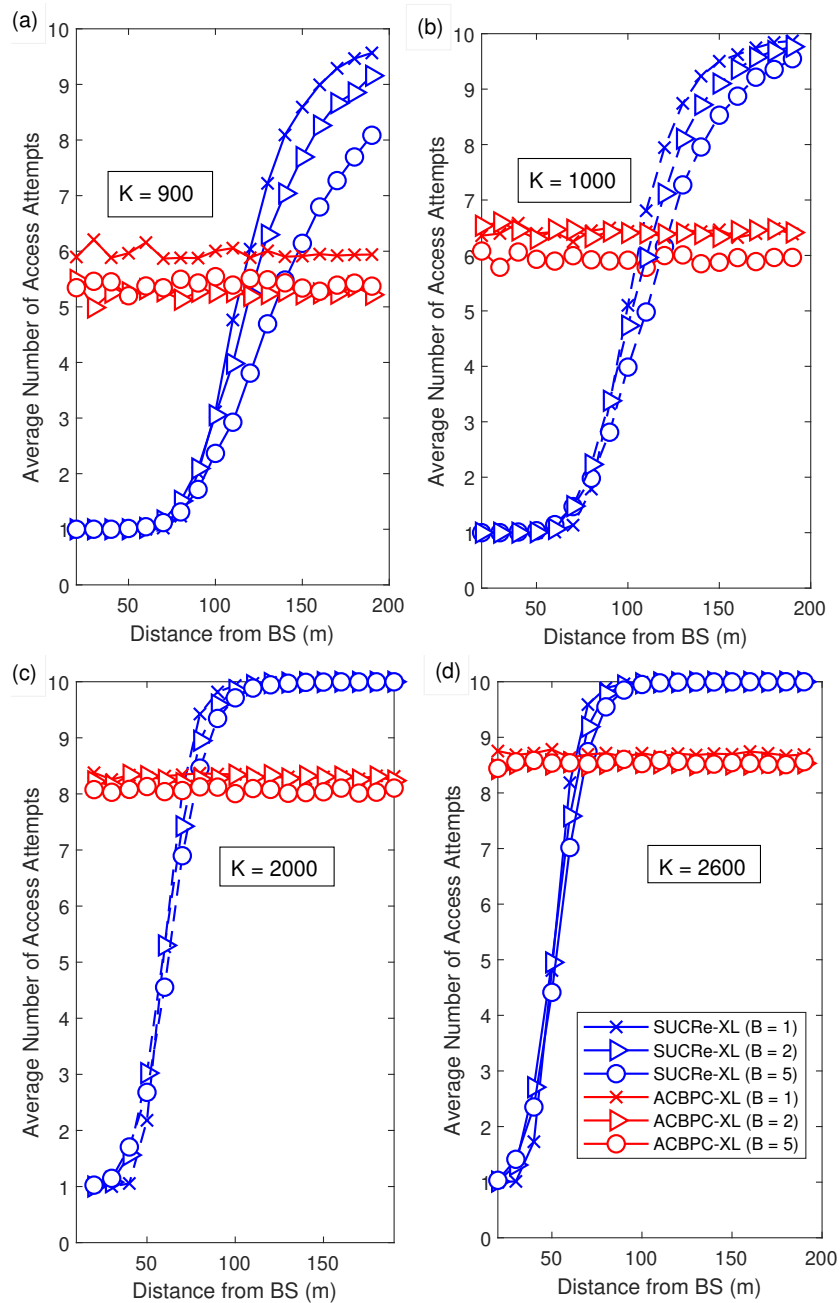 (a)
10
9
8
7
6
5
4
3
2
1
0
Average Number of Access Attempts
K = 900
50
100
150
200
Distance from BS (m)
(b)
10
9
8
7
6
5
4
3
2
1
0
Average Number of Access Attempts
K = 1000
50
100
150
200
Distance from BS (m)
(c)
10
9
8
7
6
5
4
3
2
1
0
Average Number of Access Attempts
K = 2000
50
100
150
Distance from BS (m)
(d)
10
9
8
7
6
5
4
3
2
1
0
Average Number of Access Attempts
K = 2600
SUCRe-XL (B = 1)
SUCRe-XL (B = 2)
SUCRe-XL (B = 5)
ACBPC-XL (B = 1)
ACBPC-XL (B = 2)
ACBPC-XL (B = 5)
50
100
150
200
Distance from BS (m)